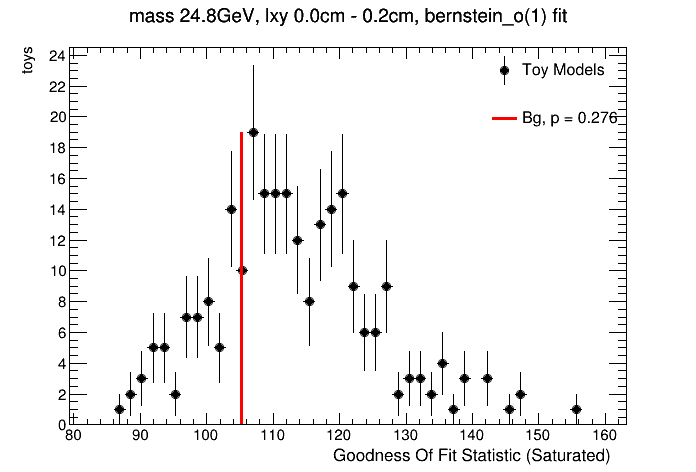 mass 24.8GeV, lxy 0.0cm - 0.2cm, bernstein_o(1) fit
toys
24
22
20
18
16
14
12
10
8
6
4
2
0
Toy Models
Bg, p = 0.276
80 90 100 110 120 130 140 150 160
Goodness Of Fit Statistic (Saturated)